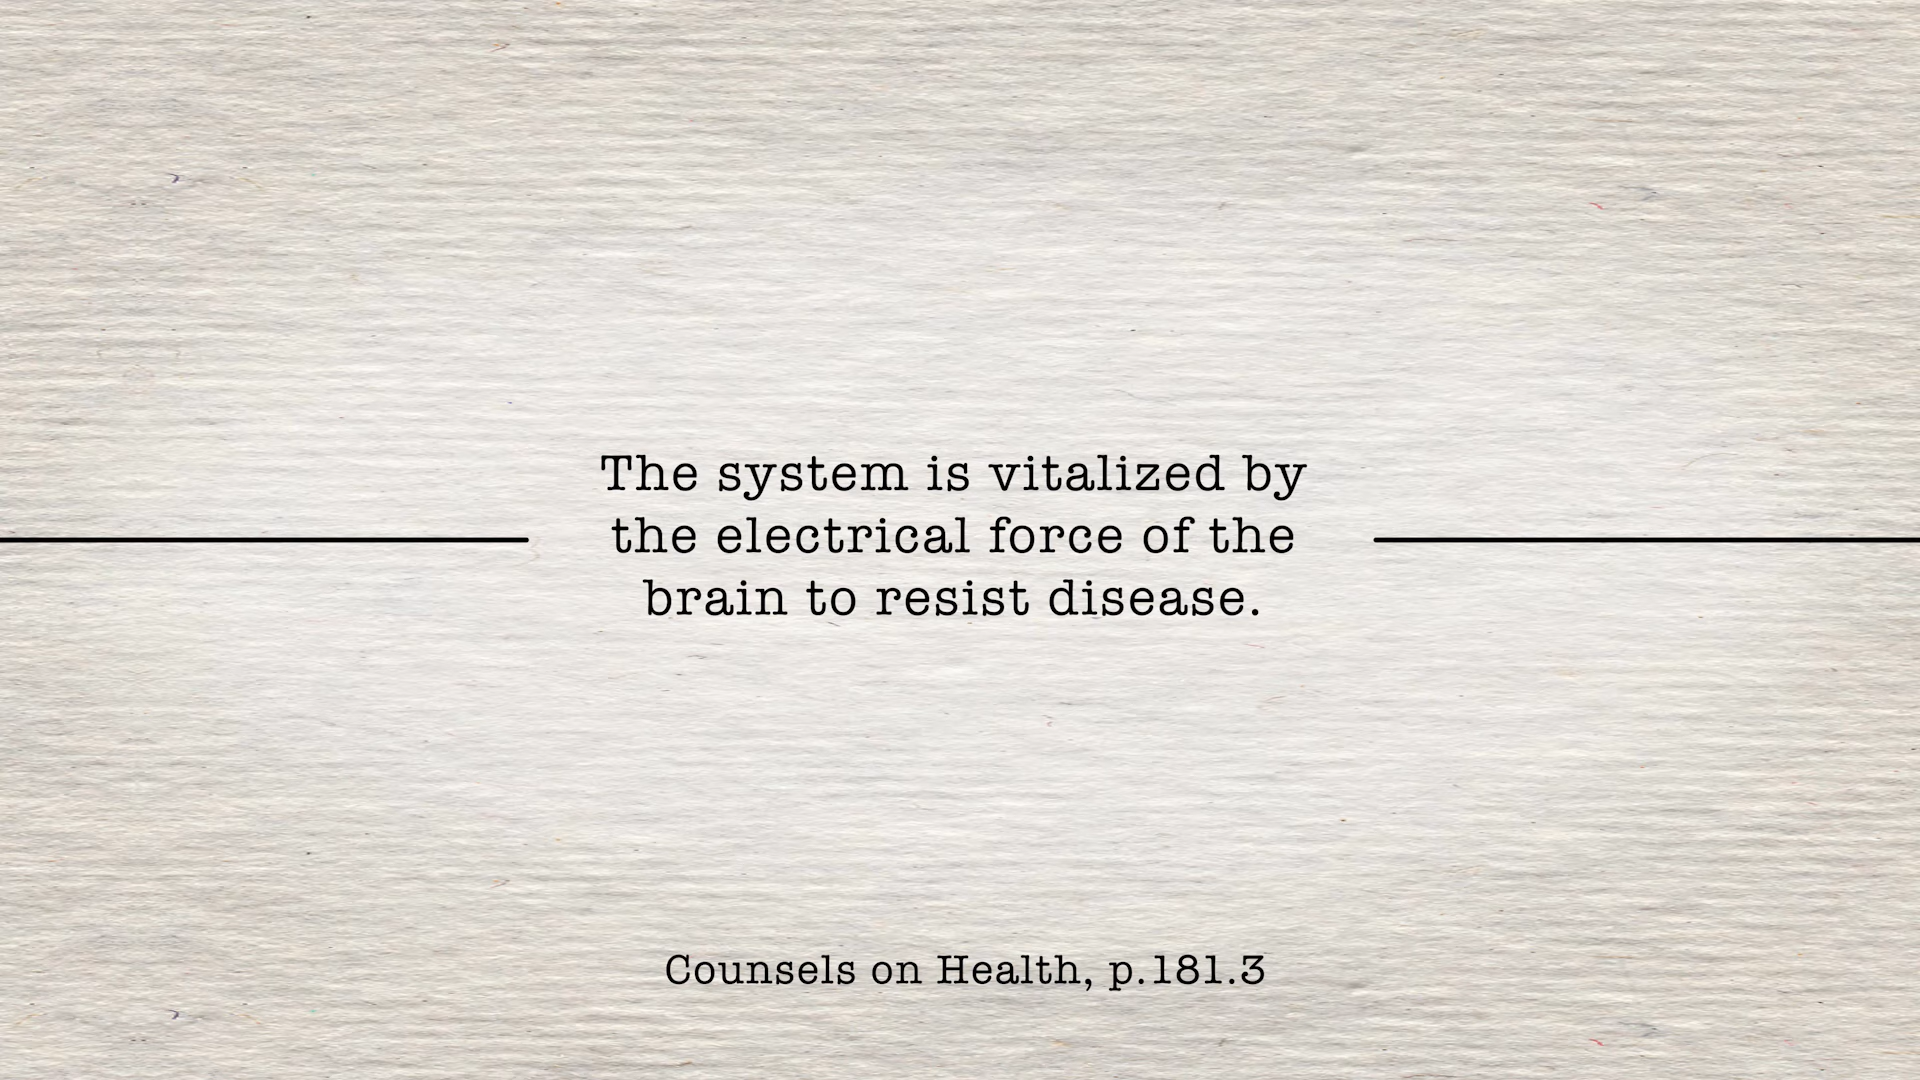 The system is vitalized by
the electrical force of the
brain to resist disease.
Counsels on Health, p.181.3